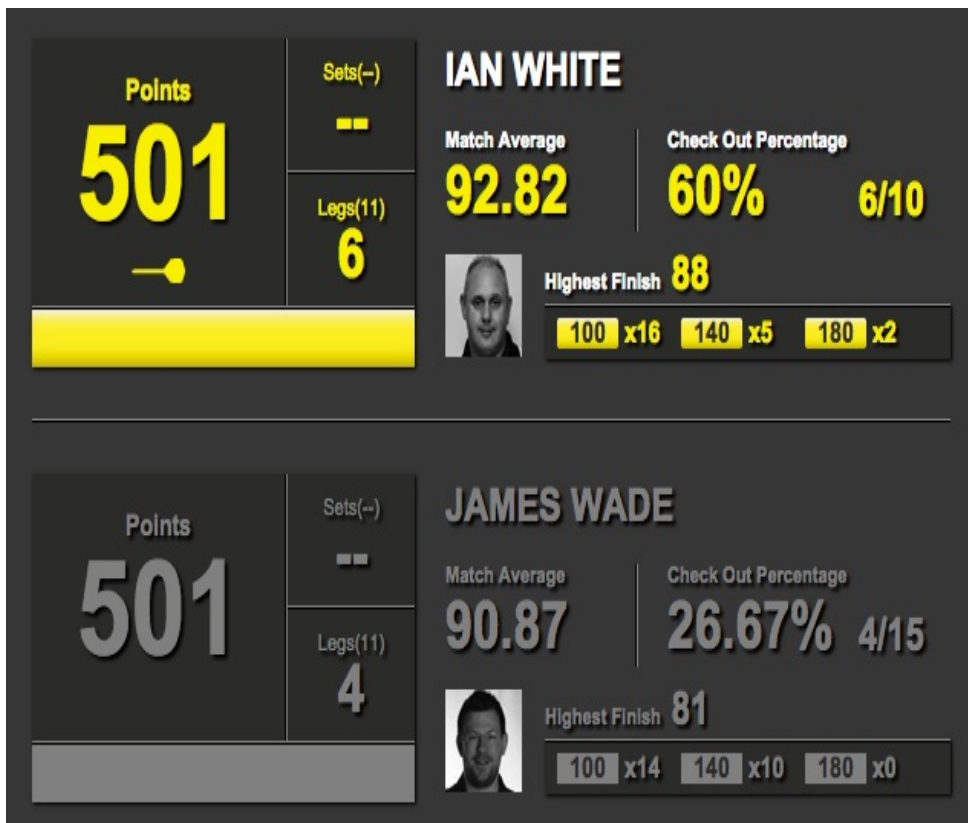 IAN WHITE
Points
501
Sets(--)
--
Legs(11)
6
Match Average
92.82
Check Out Percentage
60% 6/10
Highest Finish 88
100 x16 140 x5 180 x2
JAMES WADE
Points
501
Sets(--)
--
Legs(11)
4
Match Average
90.87
Check Out Percentage
26.67% 4/15
Highest Finish 81
100 x14 140 x10 180 x0